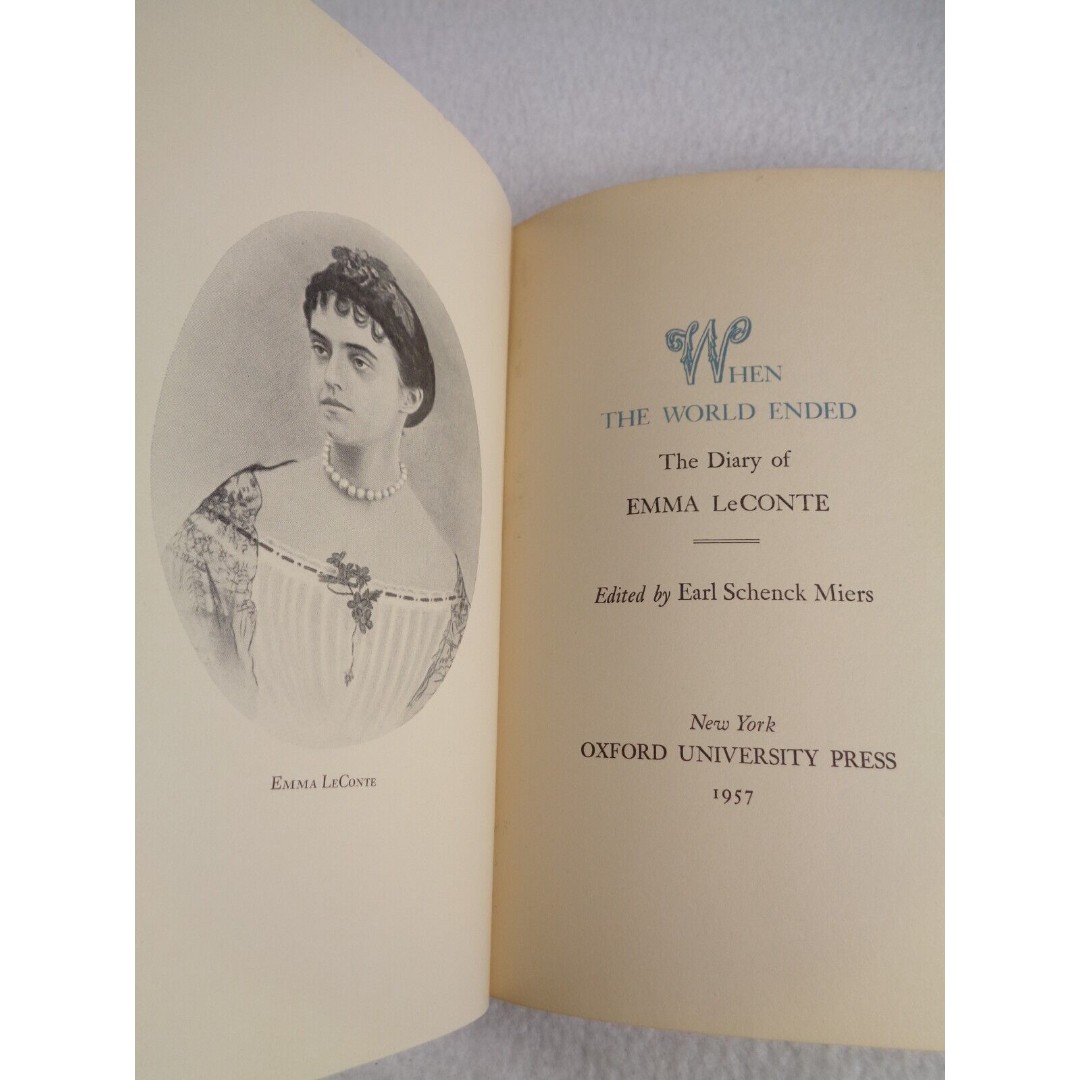 EMMA LECONTE
WHEN
THE WORLD ENDED
The Diary of
EMMA LeCONTE
Edited by Earl Schenck Miers
New York
OXFORD UNIVERSITY PRESS
1957